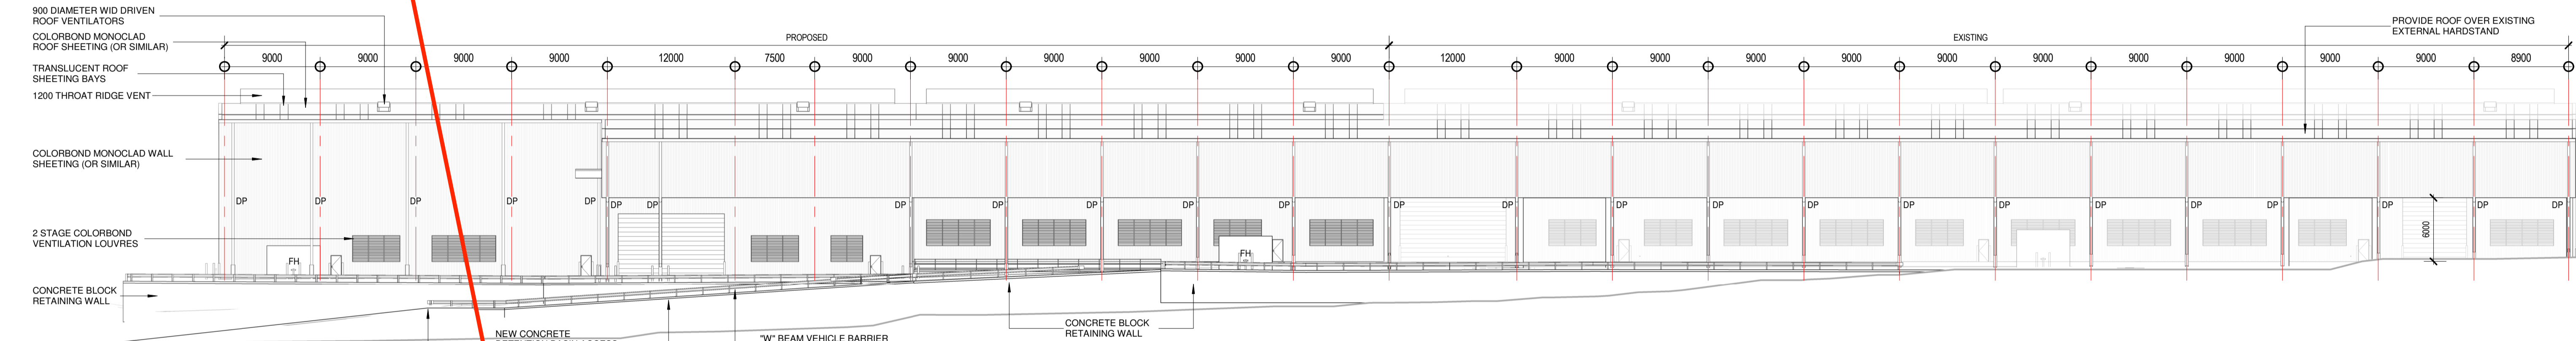 900 DIAMETER WID DRIVEN
ROOF VENTILATORS
COLORBOND MONOCLAD
ROOF SHEETING (OR SIMILAR)
TRANSLUCENT ROOF
SHEETING BAYS
1200 THROAT RIDGE VENT
COLORBOND MONOCLAD WALL
SHEETING (OR SIMILAR)
2 STAGE COLORBOND
VENTILATION LOUVRES
CONCRETE BLOCK
RETAINING WALL
PROPOSED
EXISTING
PROVIDE ROOF OVER EXISTING
EXTERNAL HARDSTAND
9000 9000 9000 9000 12000 7500 9000 9000 9000 9000 9000 9000 12000 9000 9000 9000 9000 9000 9000 9000 9000 9000 9000 8900
DP DP DP DP DP DP DP DP DP DP DP DP DP DP DP DP DP DP DP DP DP DP DP DP DP
6000
FH
FH
NEW CONCRETE
"W" BEAM VEHICLE BARRIER
CONCRETE BLOCK
RETAINING WALL